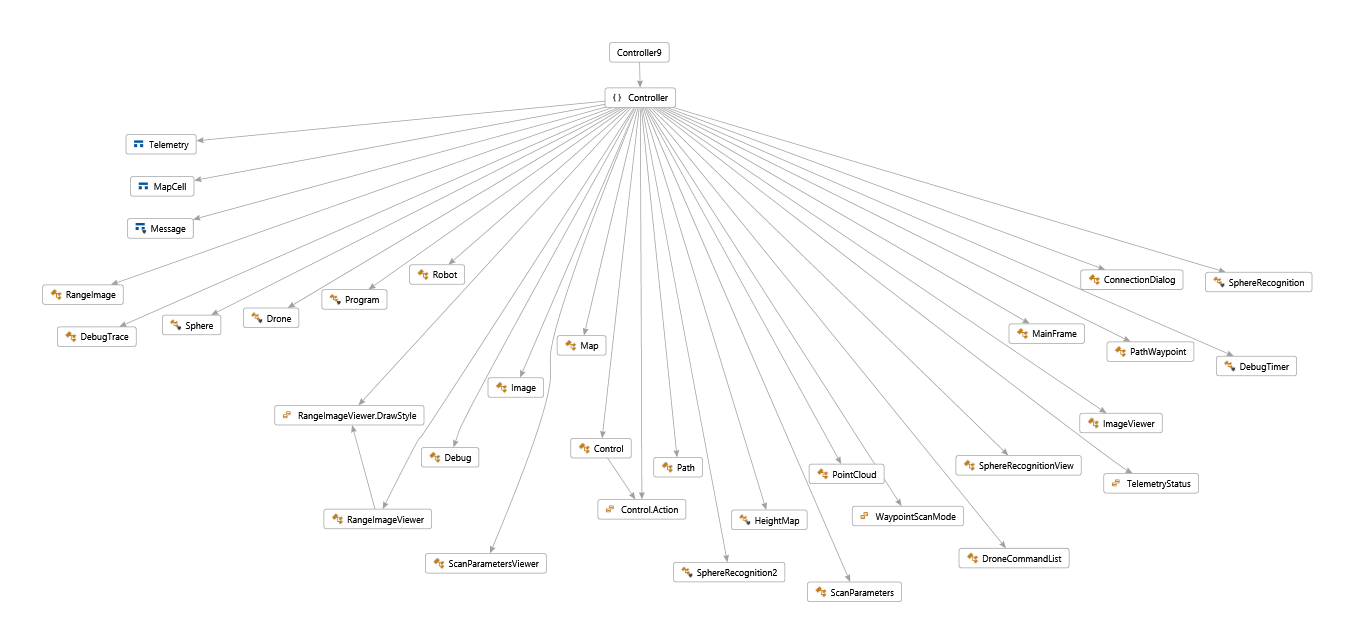 Controller9
{ } Controller
Telemetry
MapCell
Message
Robot
ConnectionDialog
SphereRecognition
RangeImage
Program
Drone
Sphere
DebugTrace
MainFrame
Map
PathWaypoint
DebugTimer
Image
RangeImageViewer.DrawStyle
ImageViewer
Control
Debug
Path
SphereRecognitionView
PointCloud
TelemetryStatus
Control.Action
WaypointScanMode
RangeImageViewer
HeightMap
DroneCommandList
ScanParametersViewer
SphereRecognition2
ScanParameters